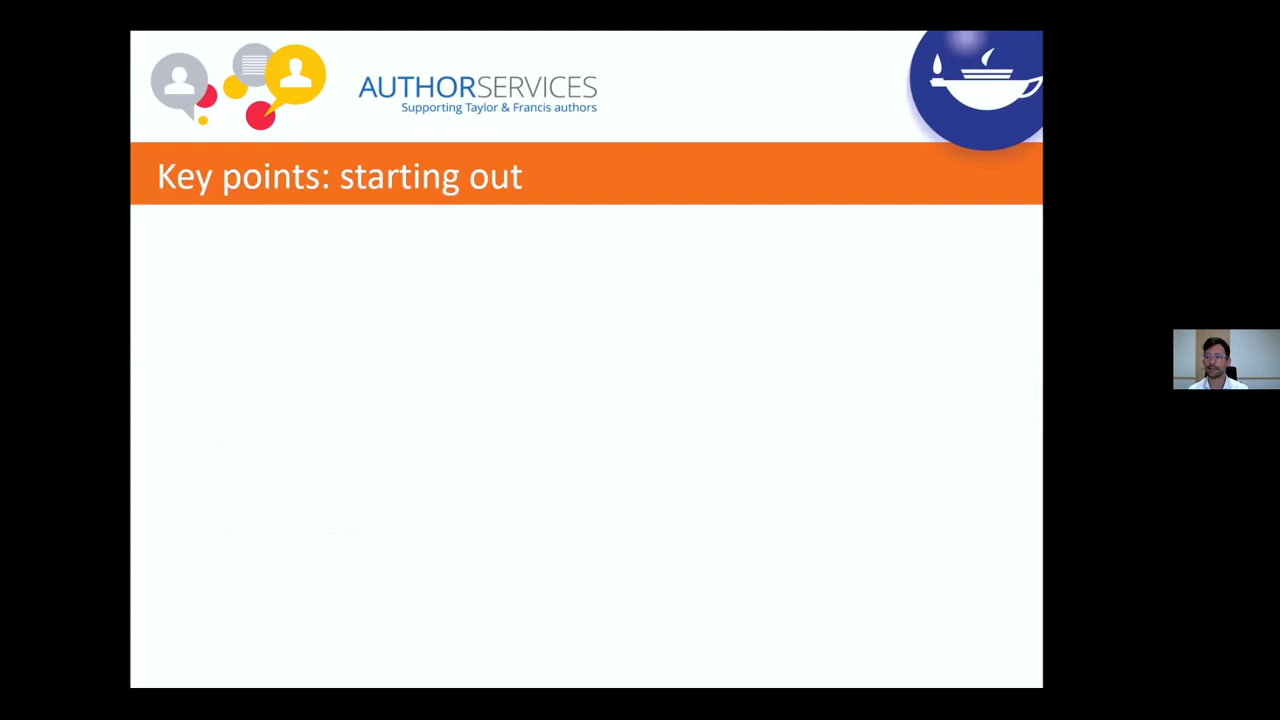 AUTHORSERVICES
Supporting Taylor & Francis authors
Key points: starting out